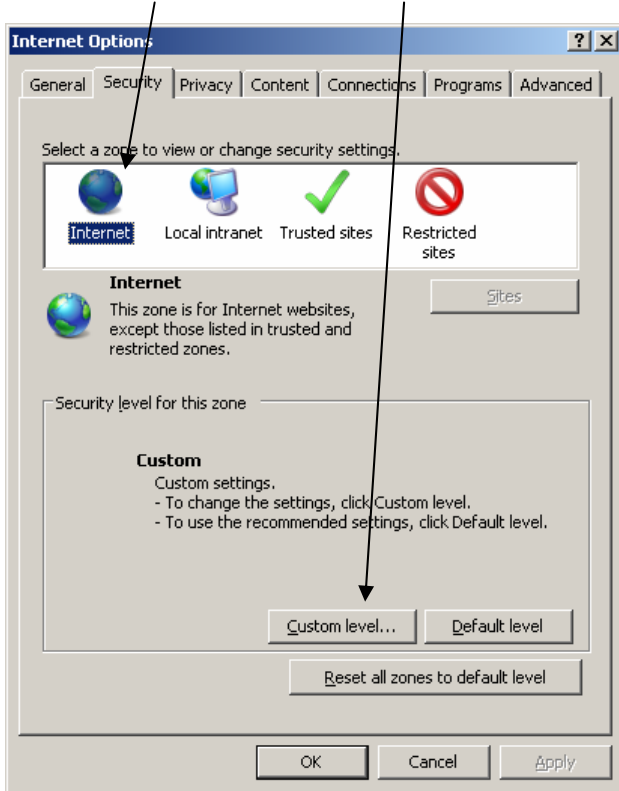 Internet Options
General Security Privacy Content Connections Programs Advanced
Select a zone to view or change security settings.
Internet Local intranet Trusted sites Restricted
sites
Internet
This zone is for Internet websites,
except those listed in trusted and
restricted zones.
Sites
Security level for this zone
Custom
Custom settings.
- To change the settings, click Custom level.
- To use the recommended settings, click Default level.
Custom level... Default level
Reset all zones to default level
OK Cancel Apply